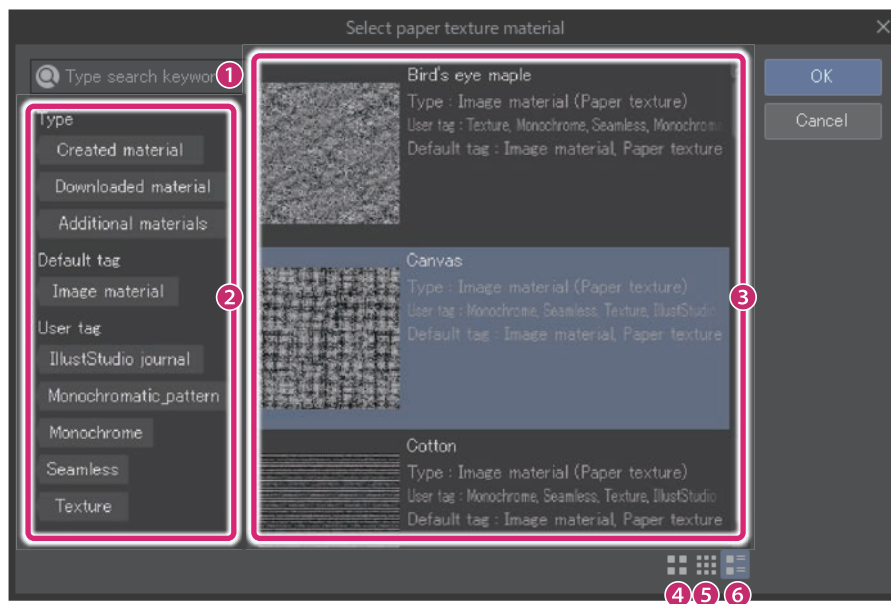 Select paper texture material
Type search keywor
1
Type
Created material
Downloaded material
Additional materials
Default tag
Image material
2
User tag
IllustStudio journal
Monochromatic_pattern
Monochrome
Seamless
Texture
Bird's eye maple
Type : Image material (Paper texture)
User tag : Texture, Monochrome, Seamless, Monochrom
Default tag : Image material, Paper texture
Canvas
Type : Image material (Paper texture)
3
User tag : Monochrome, Seamless, Texture, IllustStudio
Default tag : Image material, Paper texture
Cotton
Type : Image material (Paper texture)
User tag : Monochrome, Seamless, Texture, IllustStudio
Default tag : Image material, Paper texture
OK
Cancel
4 5 6